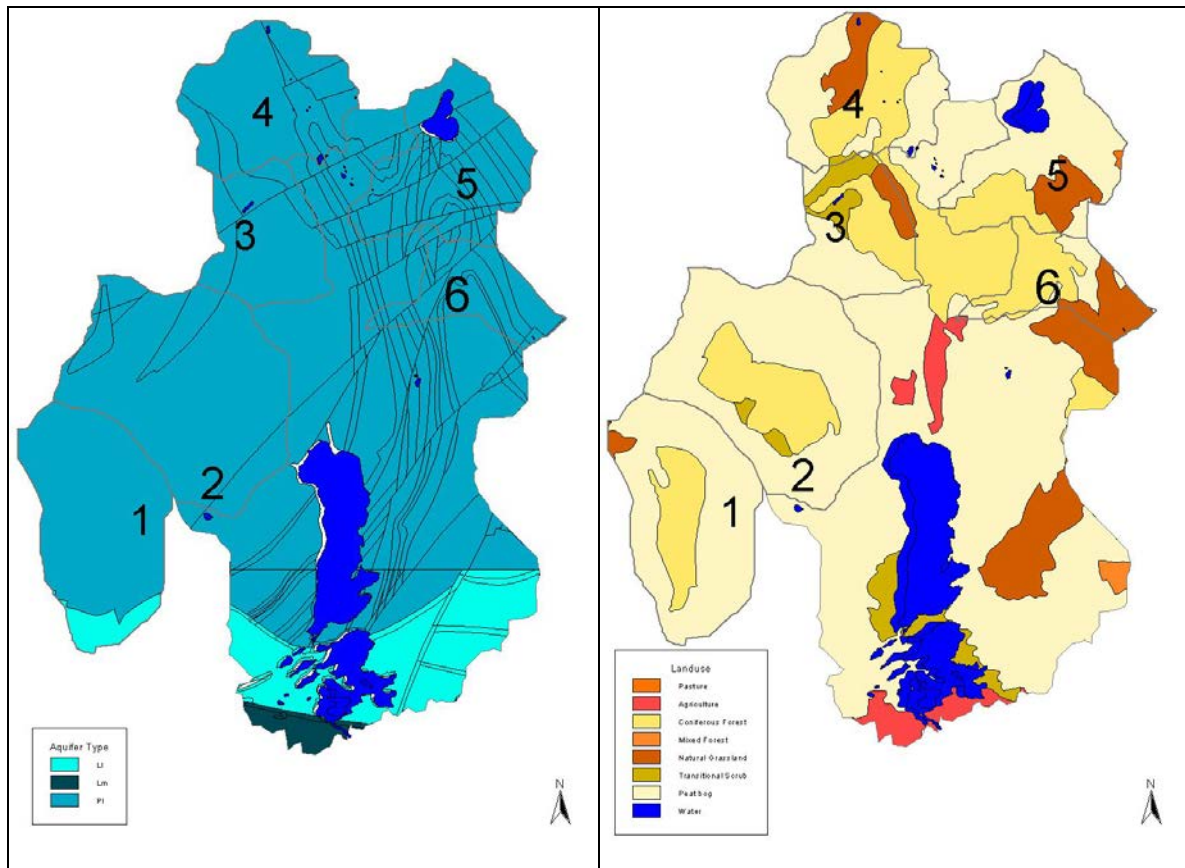 4
5
3
6
2
1
Aquifer Type
Ll
Lm
Pl
N
4
5
3
6
2
1
Landuse
Pasture
Agriculture
Coniferous Forest
Mixed Forest
Natural Grassland
Transitional Scrub
Peat bog
Water
N